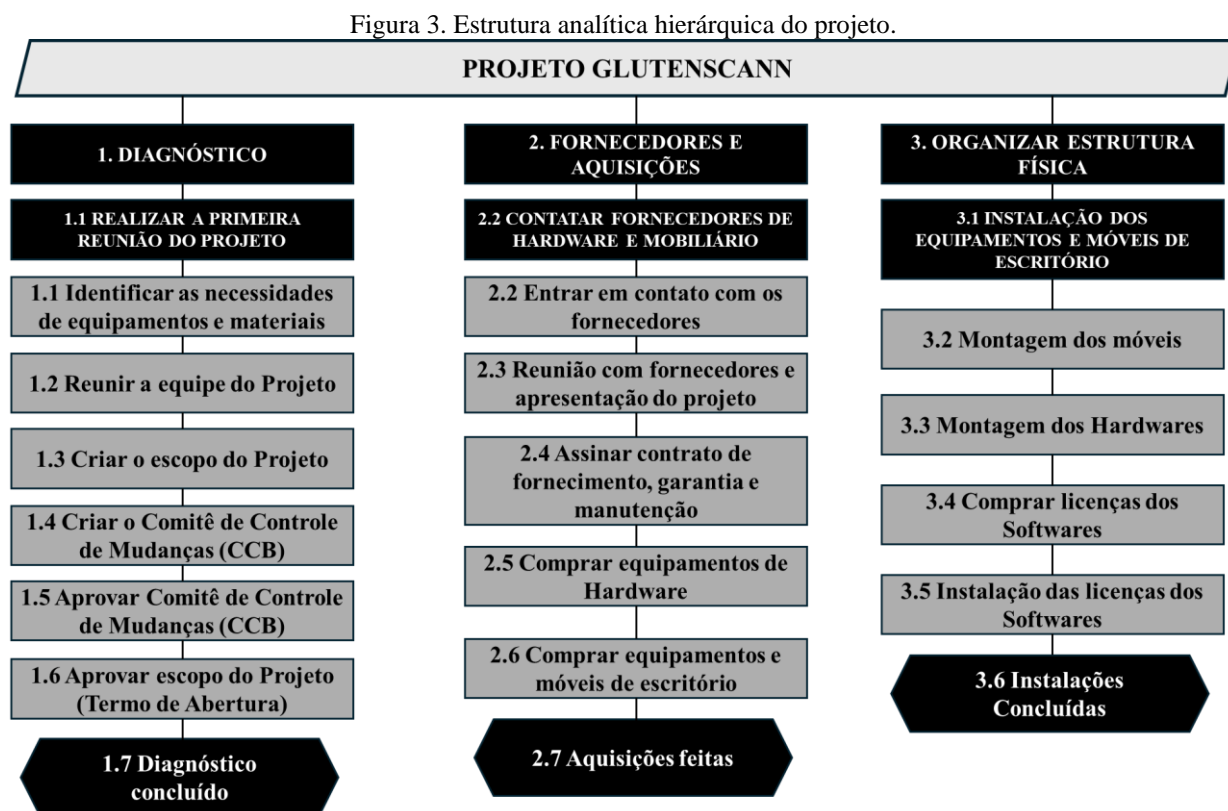 Figura 3. Estrutura analítica hierárquica do projeto.
PROJETO GLUTENSCANN
1. DIAGNÓSTICO
1.1 REALIZAR A PRIMEIRA
REUNIÃO DO PROJETO
1.1 Identificar as necessidades
de equipamentos e materiais
1.2 Reunir a equipe do Projeto
1.3 Criar o escopo do Projeto
1.4 Criar o Comitê de Controle
de Mudanças (CCB)
1.5 Aprovar Comitê de Controle
de Mudanças (CCB)
1.6 Aprovar escopo do Projeto
(Termo de Abertura)
1.7 Diagnóstico
concluído
2. FORNECEDORES E
AQUISIÇÕES
2.2 CONTATAR FORNECEDORES DE
HARDWARE E MOBILIÁRIO
2.2 Entrar em contato com os
fornecedores
2.3 Reunião com fornecedores e
apresentação do projeto
2.4 Assinar contrato de
fornecimento, garantia e
manutenção
2.5 Comprar equipamentos de
Hardware
2.6 Comprar equipamentos e
móveis de escritório
2.7 Aquisições feitas
3. ORGANIZAR ESTRUTURA
FÍSICA
3.1 INSTALAÇÃO DOS
EQUIPAMENTOS E MÓVEIS DE
ESCRITÓRIO
3.2 Montagem dos móveis
3.3 Montagem dos Hardwares
3.4 Comprar licenças dos
Softwares
3.5 Instalação das licenças dos
Softwares
3.6 Instalações
Concluídas